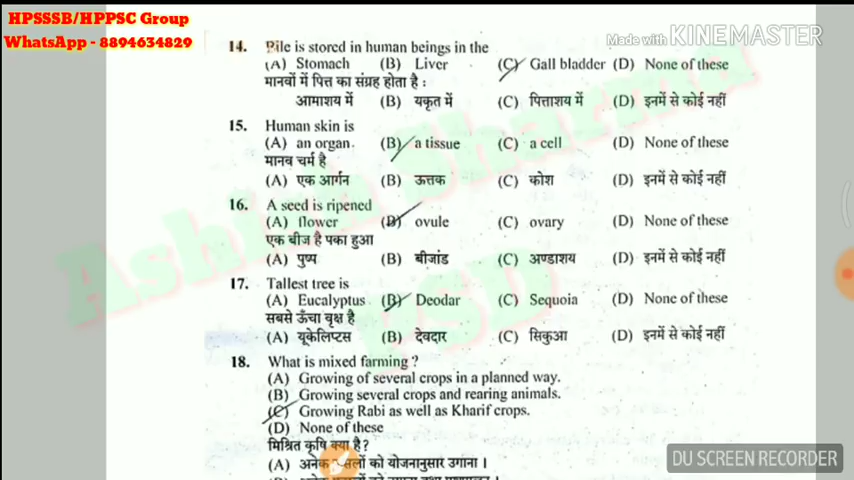 HPSSSB/HPPSC Group
WhatsApp - 8894634829
Made with KINEMASTER
14. Bile is stored in human beings in the
(A) Stomach (B) Liver (C) Gall bladder (D) None of these
मानवों में पित्त का संग्रह होता है :
आमाशय में (B) यकृत में (C) पित्ताशय में (D) इनमें से कोई नहीं
15. Human skin is
(A) an organ. (B) a tissue (C) a cell (D) None of these
मानव चर्म है
(A) एक आर्गन (B) ऊत्तक (C) कोश (D) इनमें से कोई नहीं
16. A seed is ripened
(A) flower (B) ovule (C) ovary (D) None of these
एक बीज है पका हुआ
(A) पुष्प (B) बीजांड (C) अण्डाशय (D) इनमें से कोई नहीं
17. Tallest tree is
(A) Eucalyptus (B) Deodar (C) Sequoia (D) None of these
सबसे ऊँचा वृक्ष है
(A) यूकेलिप्टस (B) देवदार (C) सिकुआ (D) इनमें से कोई नहीं
18. What is mixed farming ?
(A) Growing of several crops in a planned way.
(B) Growing several crops and rearing animals.
(C) Growing Rabi as well as Kharif crops.
(D) None of these
मिश्रित कृषि क्या है?
(A) को योजनानुसार उगाना ।
DU SCREEN RECORDER
Ashish Sharma
PSD